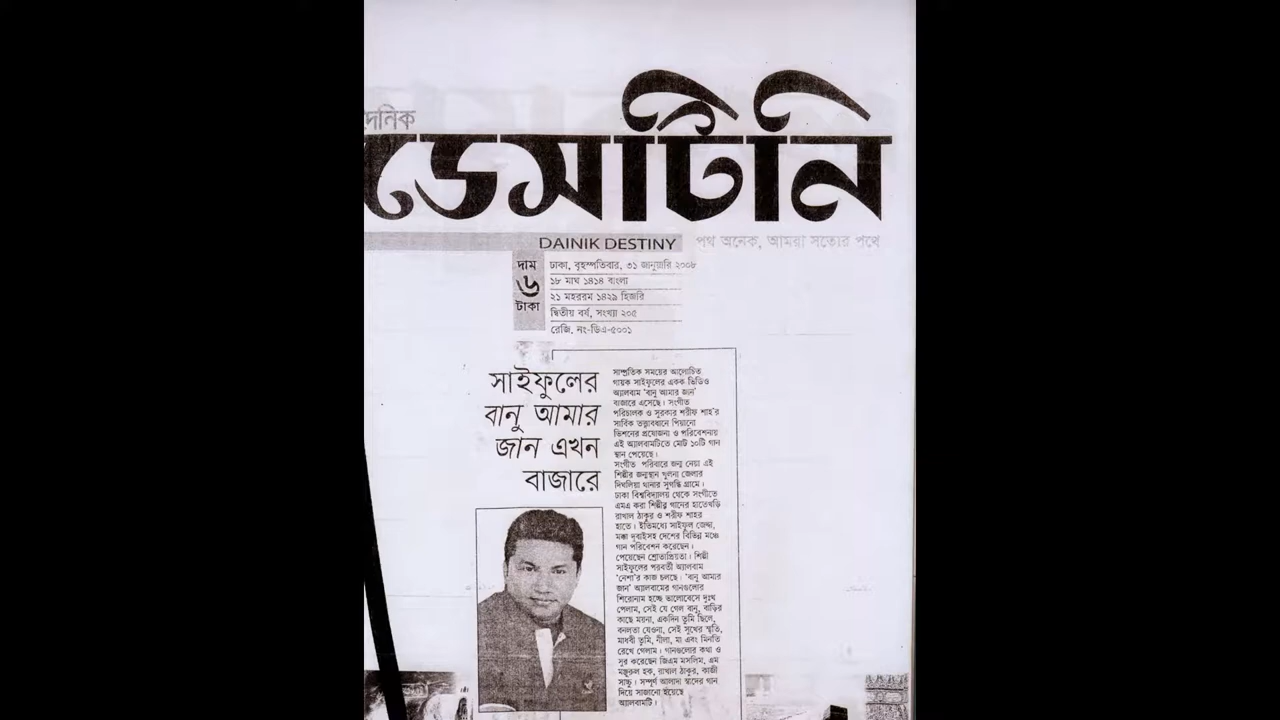 দৈনিক
ডেসটিনি
DAINIK DESTINY
পথ অনেক, আমরা সত্যের পথে
দাম
৬
টাকা
ঢাকা, বৃহস্পতিবার, ৩১ জানুয়ারি ২০০৮
১৮ মাঘ ১৪১৪ বাংলা
২১ মহররম ১৪২৯ হিজরি
দ্বিতীয় বর্ষ, সংখ্যা ২০৫
রেজি. নং-ডিএ-৫০০১
সাইফুলের
বানু আমার
জান এখন
বাজারে
সাম্প্রতিক সময়ের আলোচিত
গায়ক সাইফুলের একক ভিডিও
অ্যালবাম 'বানু আমার জান'
বাজারে এসেছে। সংগীত
পরিচালক ও সুরকার শরীফ শাহ'র
সার্বিক তত্ত্বাবধানে পিয়ানো
ভিশনের প্রযোজনা ও পরিবেশনায়
এই অ্যালবামটিতে মোট ১০টি গান
স্থান পেয়েছে।
সংগীত পরিবারে জন্ম নেয়া এই
শিল্পীর জন্মস্থান খুলনা জেলার
দিঘলিয়া থানার সুগন্ধি গ্রামে।
ঢাকা বিশ্ববিদ্যালয় থেকে সংগীতে
এমএ করা শিল্পীর গানের হাতেখড়ি
রাখাল ঠাকুর ও শরীফ শাহর
হাতে। ইতিমধ্যে সাইফুল জেদ্দা,
মক্কা দুবাইসহ দেশের বিভিন্ন মঞ্চে
গান পরিবেশন করেছেন।
পেয়েছেন শ্রোতাপ্রিয়তা। শিল্পী
সাইফুলের পরবর্তী অ্যালবাম
'নেশা'র কাজ চলছে। 'বানু আমার
জান' অ্যালবামের গানগুলোর
শিরোনাম হচ্ছে ভালোবেসে দুঃখ
পেলাম, সেই যে গেল বানু, বাড়ির
কাছে ময়না, একদিন তুমি ছিলে,
বনলতা যেওনা, সেই সুখের স্মৃতি,
মাধবী তুমি, নীলা, মা এবং মিনতি
রেখে গেলাম। গানগুলোর কথা ও
সুর করেছেন জিএম মসলিম, এম
মঞ্জুরুল হক, রাখাল ঠাকুর, কাজী
সাচ্চু। সম্পূর্ণ আলাদা স্বাদের গান
দিয়ে সাজানো হয়েছে
অ্যালবামটি।